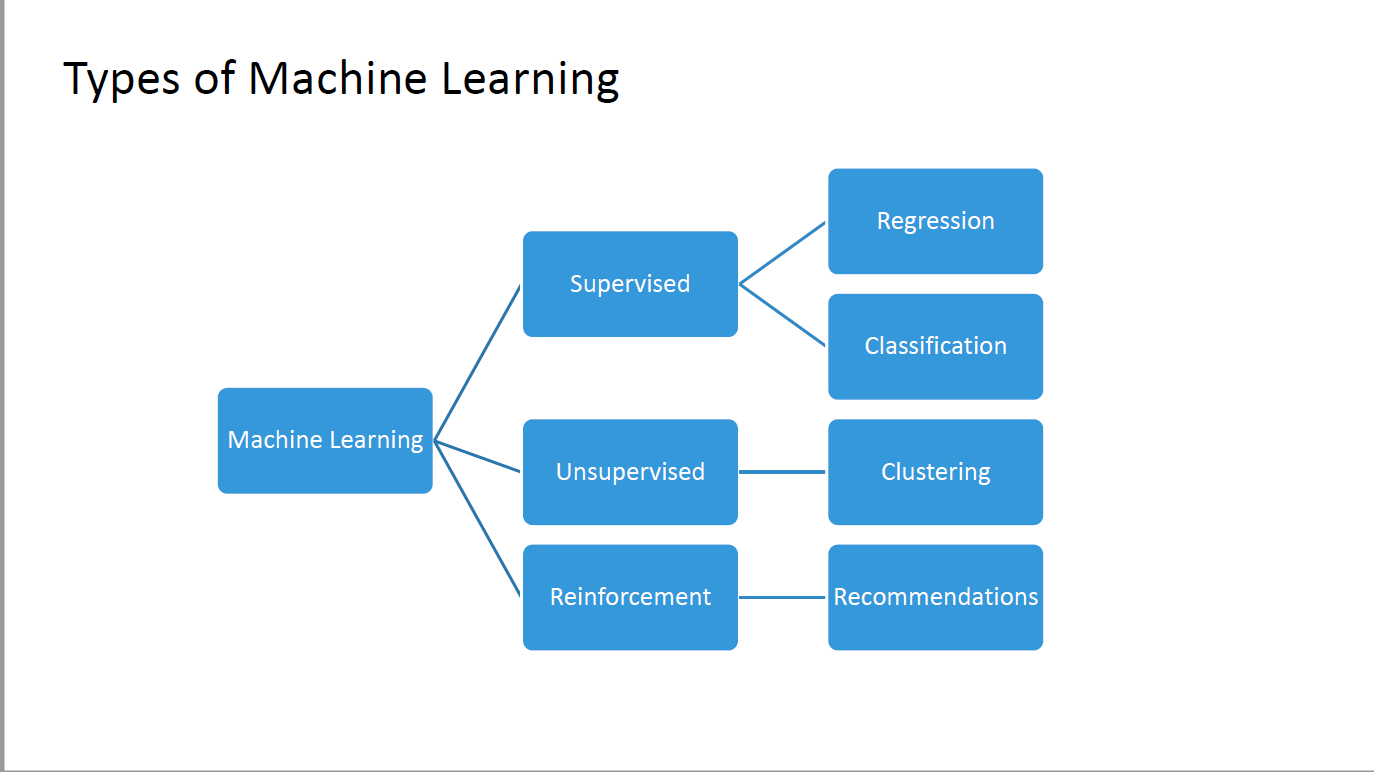 Types of Machine Learning
Machine Learning
Supervised
Regression
Classification
Unsupervised
Clustering
Reinforcement
Recommendations